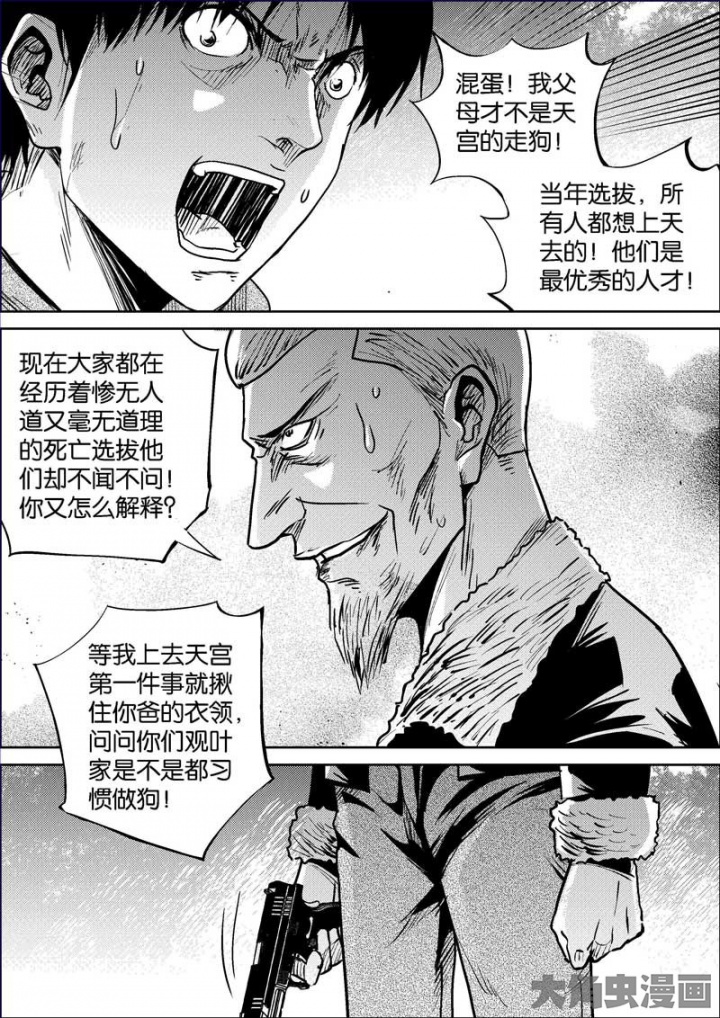 混蛋！我父
母才不是天
宫的走狗！
当年选拔，所
有人都想上天
去的！他们是
最优秀的人才！
现在大家都在
经历着惨无人
道又毫无道理
的死亡选拔他
们却不闻不问！
你又怎么解释？
等我上去天宫
第一件事就揪
住你爸的衣领，
问问你们观叶
家是不是都习
惯做狗！
大角虫漫画